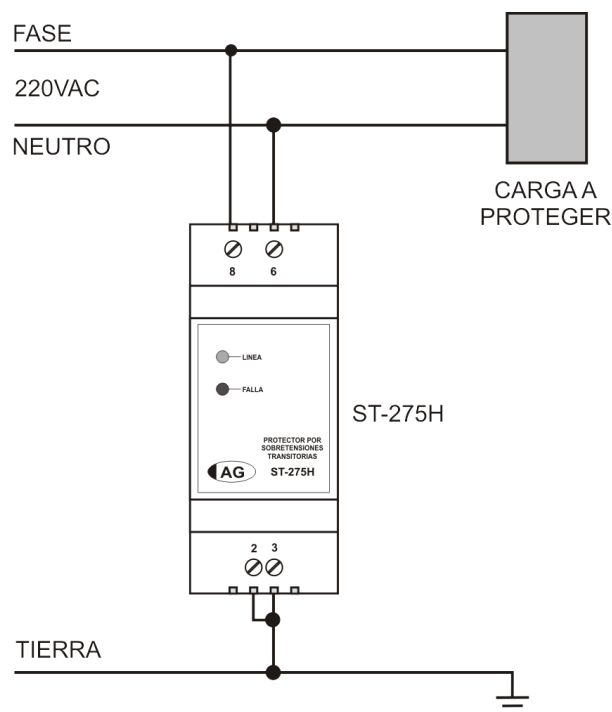 FASE
220VAC
NEUTRO
CARGA A
PROTEGER
8 6
LINEA
FALLA
ST-275H
PROTECTOR POR
SOBRETENSIONES
TRANSITORIAS
AG ST-275H
2 3
TIERRA